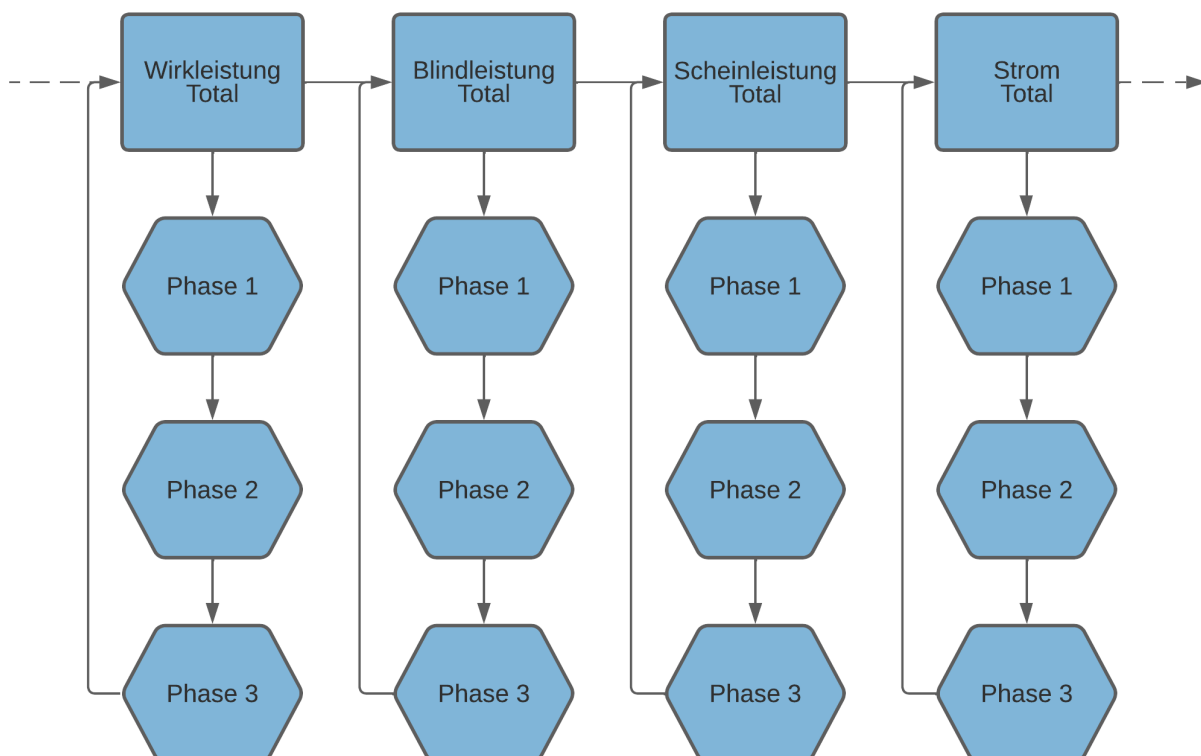 Wirkleistung
Total
Blindleistung
Total
Scheinleistung
Total
Strom
Total
Phase 1
Phase 1
Phase 1
Phase 1
Phase 2
Phase 2
Phase 2
Phase 2
Phase 3
Phase 3
Phase 3
Phase 3